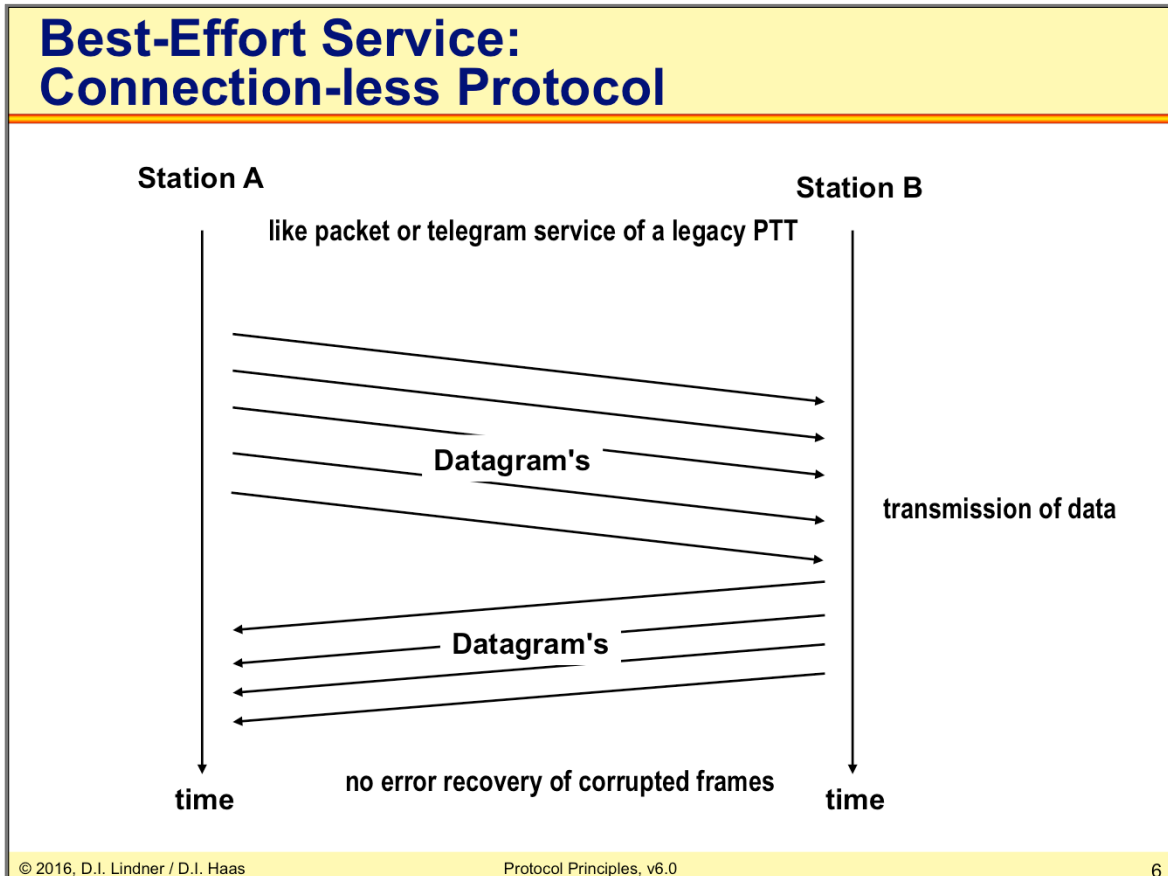 Best-Effort Service:
Connection-less Protocol
Station A
Station B
like packet or telegram service of a legacy PTT
Datagram's
transmission of data
Datagram's
no error recovery of corrupted frames
time
time
© 2016, D.I. Lindner / D.I. Haas
Protocol Principles, v6.0
6